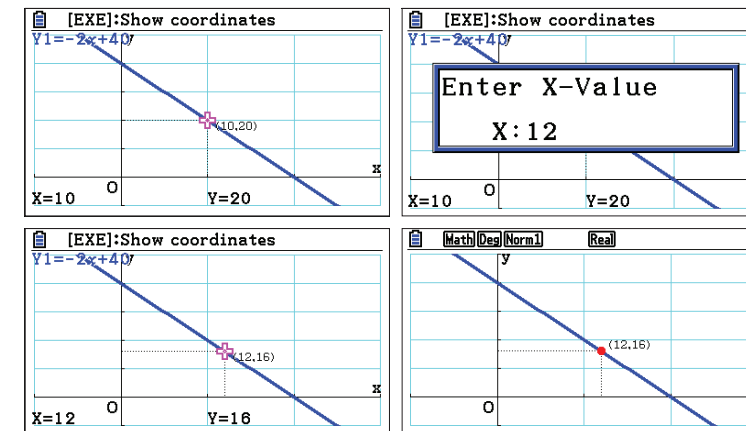 [EXE]:Show coordinates
Y1=-2x+40
y
(10,20)
x
O
X=10 Y=20
[EXE]:Show coordinates
Y1=-2x+40
y
Enter X-Value
X:12
O
X=10 Y=20
[EXE]:Show coordinates
Y1=-2x+40
y
(12,16)
x
O
X=12 Y=16
Math Deg Norm1 Real
y
(12,16)
O